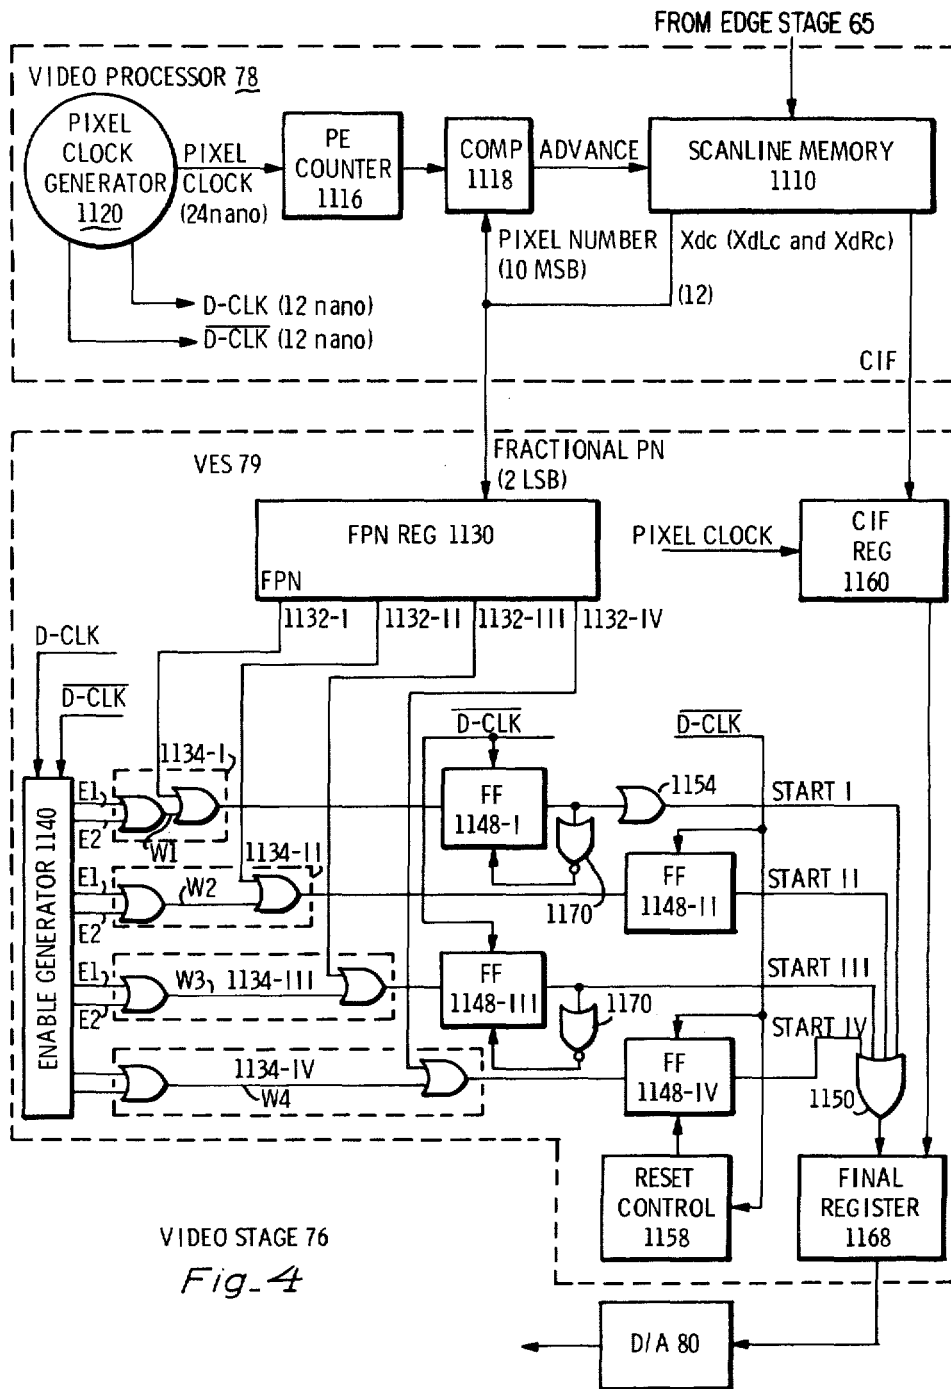 FROM EDGE STAGE 65
VIDEO PROCESSOR 78
PIXEL
CLOCK
GENERATOR
1120
PIXEL
CLOCK
(24nano)
PE
COUNTER
1116
COMP
1118
ADVANCE
SCANLINE MEMORY
1110
PIXEL NUMBER
(10 MSB)
Xdc (XdLc and XdRc)
(12)
D-CLK (12 nano)
D-CLK (12 nano)
CIF
VES 79
FRACTIONAL PN
(2 LSB)
FPN REG 1130
FPN
PIXEL CLOCK
CIF
REG
1160
1132-I
1132-II
1132-III
1132-IV
D-CLK
D-CLK
D-CLK
D-CLK
ENABLE GENERATOR 1140
1134-I
E1
E2
W1
FF
1148-I
1154
START I
1170
1134-II
E1
E2
W2
FF
1148-II
START II
E1
E2
W3
1134-III
FF
1148-III
START III
1170
1134-IV
W4
FF
1148-IV
START IV
1150
RESET
CONTROL
1158
FINAL
REGISTER
1168
VIDEO STAGE 76
Fig_4
D/A 80